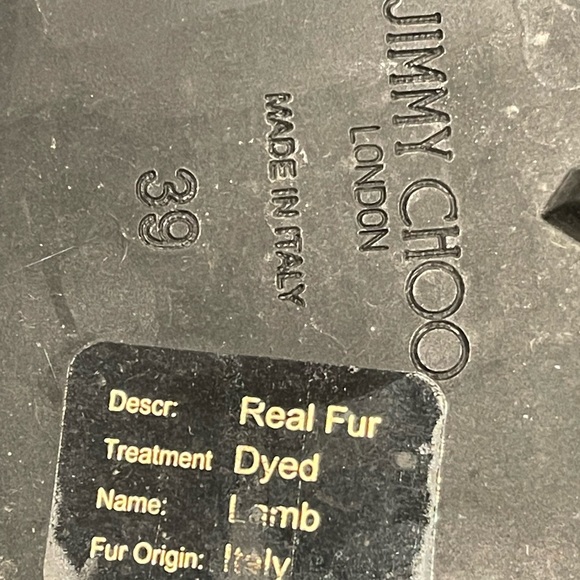 JIMMY CHOO
LONDON
MADE IN ITALY
39
Descr: Real Fur
Treatment Dyed
Name: Lamb
Fur Origin: Italy